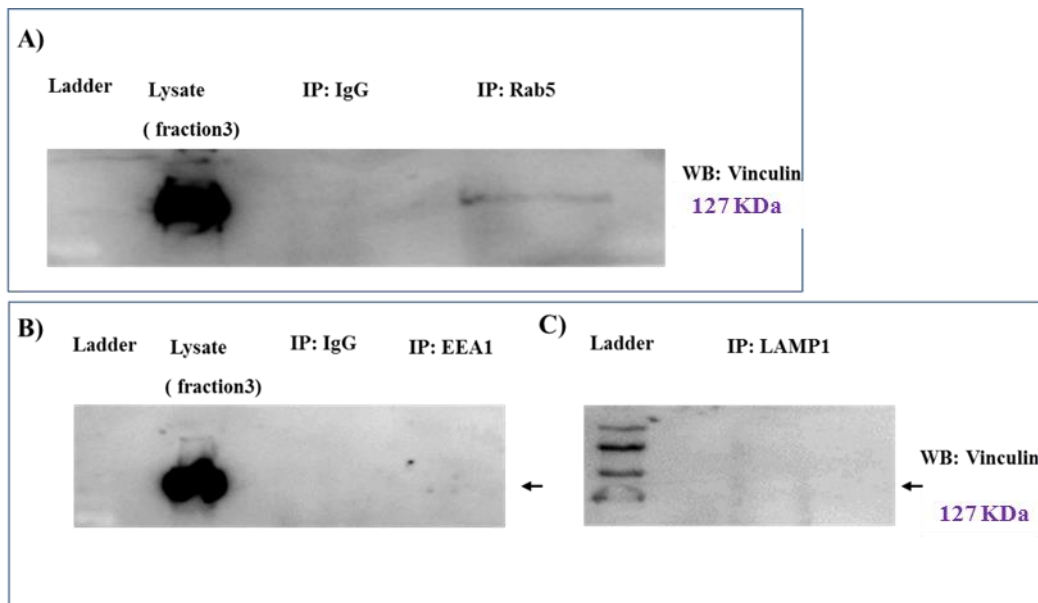 A)
Ladder Lysate IP: IgG IP: Rab5
( fraction3)
WB: Vinculin
127 KDa
B)
Ladder Lysate IP: IgG IP: EEA1
( fraction3)
C)
Ladder IP: LAMP1
WB: Vinculin
127 KDa